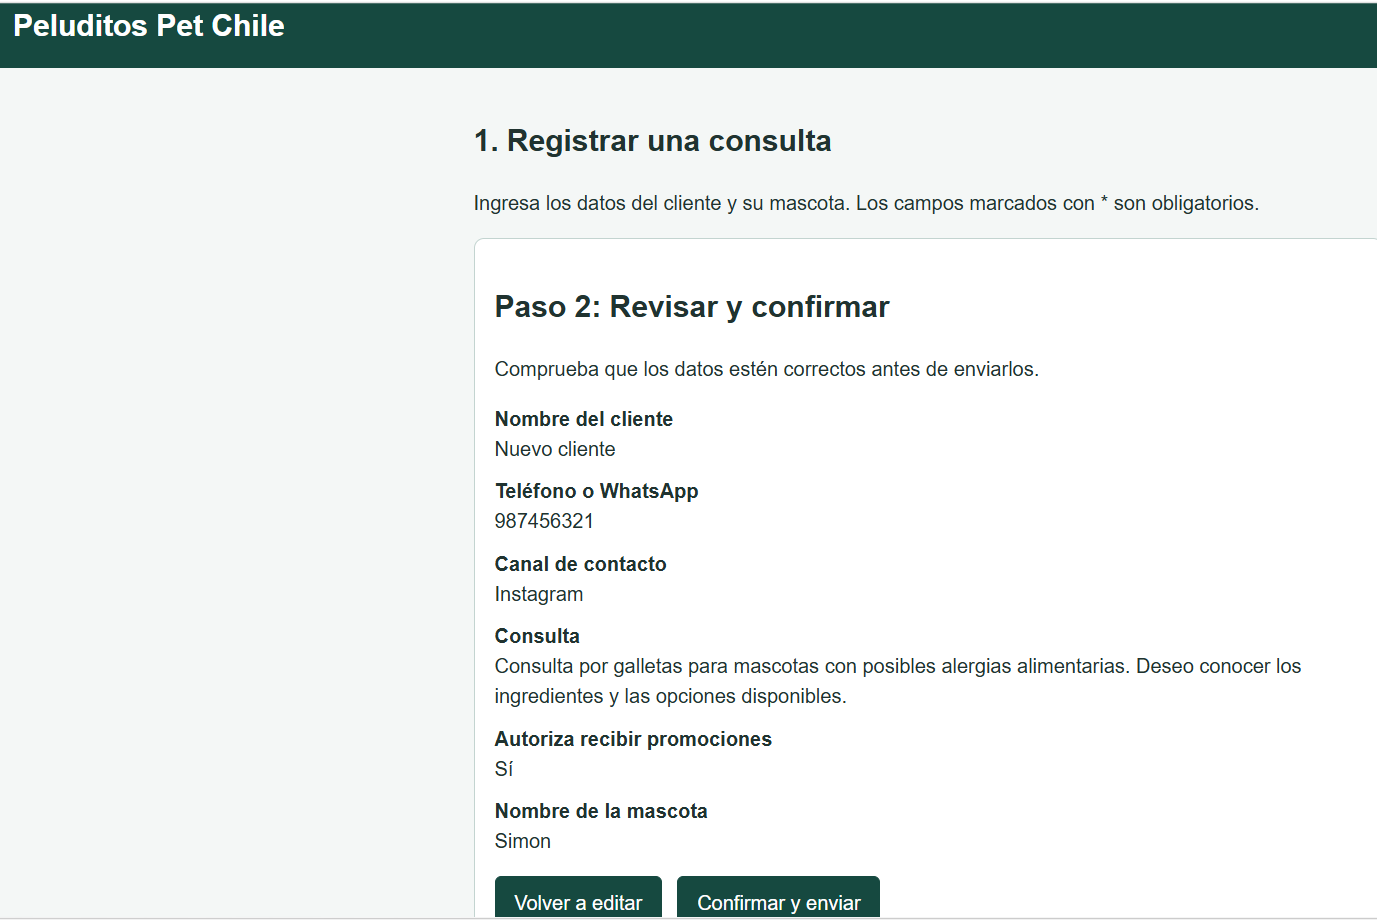 Peluditos Pet Chile
1. Registrar una consulta
Ingresa los datos del cliente y su mascota. Los campos marcados con * son obligatorios.
Paso 2: Revisar y confirmar
Comprueba que los datos estén correctos antes de enviarlos.
Nombre del cliente
Nuevo cliente
Teléfono o WhatsApp
987456321
Canal de contacto
Instagram
Consulta
Consulta por galletas para mascotas con posibles alergias alimentarias. Deseo conocer los
ingredientes y las opciones disponibles.
Autoriza recibir promociones
Sí
Nombre de la mascota
Simon
Volver a editar
Confirmar y enviar